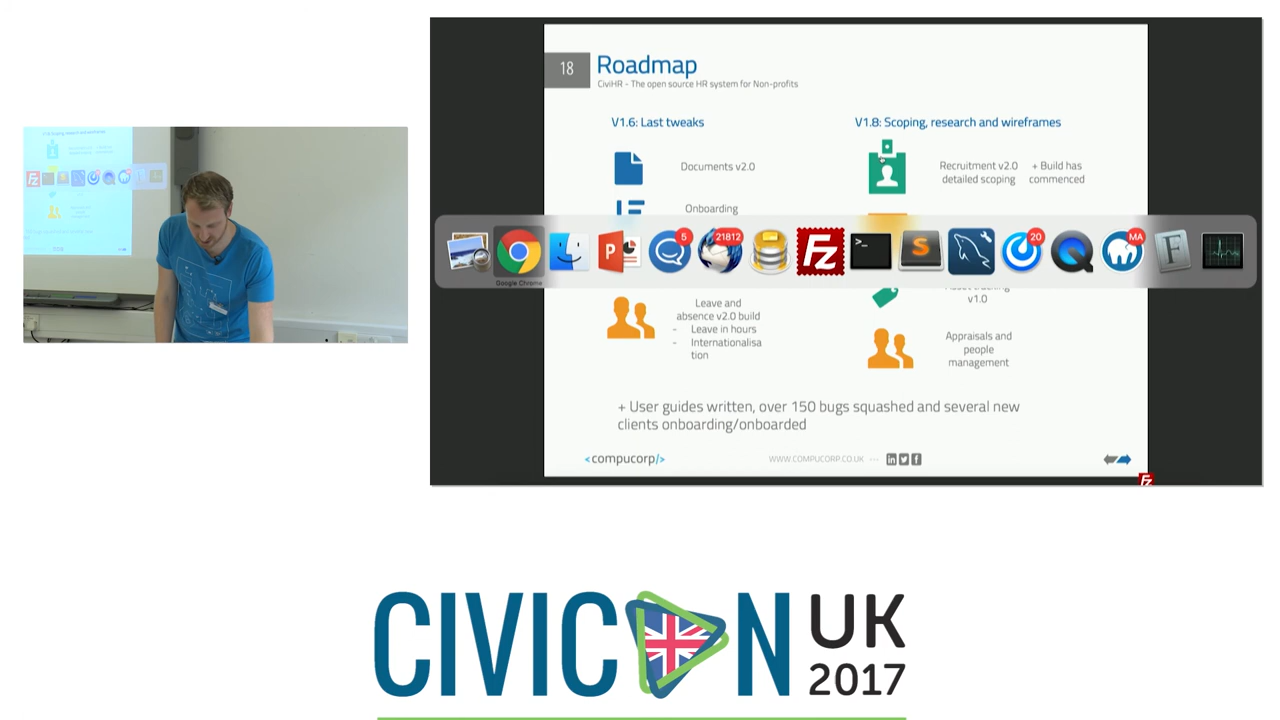 18
Roadmap
CiviHR - The open source HR system for Non-profits
V1.6: Last tweaks
Documents v2.0
Onboarding
Leave and
absence v2.0 build
- Leave in hours
- Internationalisa
tion
V1.8: Scoping, research and wireframes
Recruitment v2.0
detailed scoping
+ Build has
commenced
v1.0
Appraisals and
people
management
5
21812
Fz
>_
S
20
MA
F
Google Chrome
+ User guides written, over 150 bugs squashed and several new
clients onboarding/onboarded
<compucorp/>
WWW.COMPUCORP.CO.UK
in
f
Fz
CIVICON UK
2017